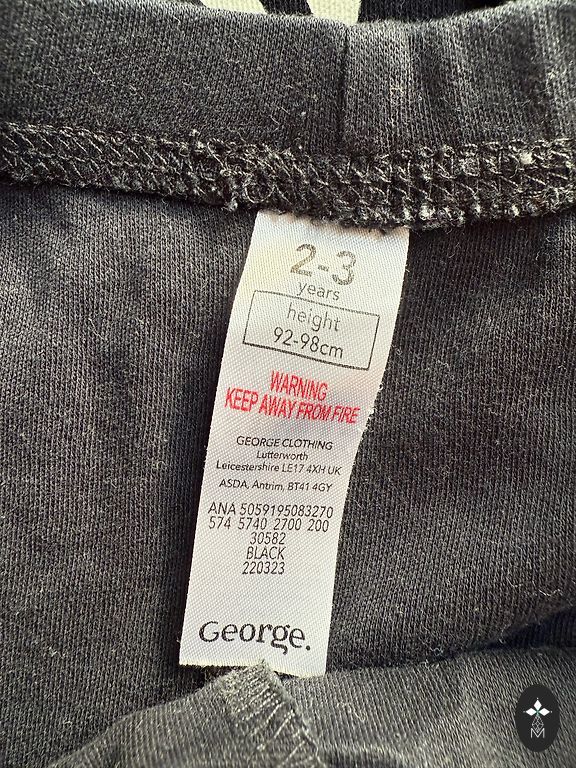 2-3
years
height
92-98cm
WARNING
KEEP AWAY FROM FIRE
GEORGE CLOTHING
Lutterworth
Leicestershire LE17 4XH UK
ASDA, Antrim, BT41 4GY
ANA 5059195083270
574 5740 2700 200
30582
BLACK
220323
George.
M